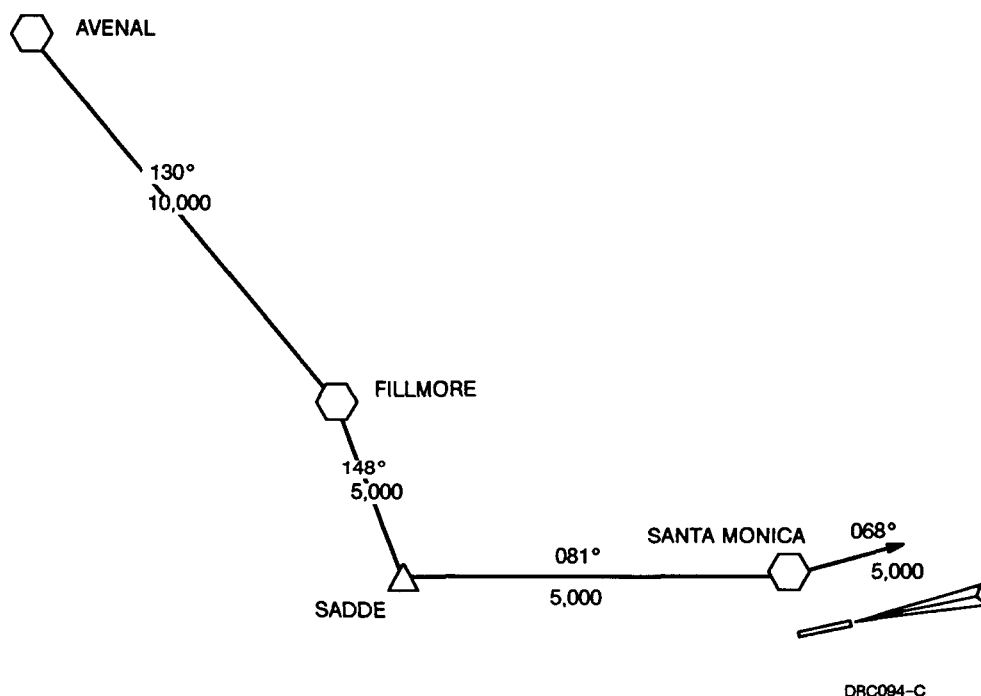 AVENAL
130°
10,000
FILLMORE
148°
5,000
SANTA MONICA
068°
081°
5,000
5,000
SADDE
DRC094-C